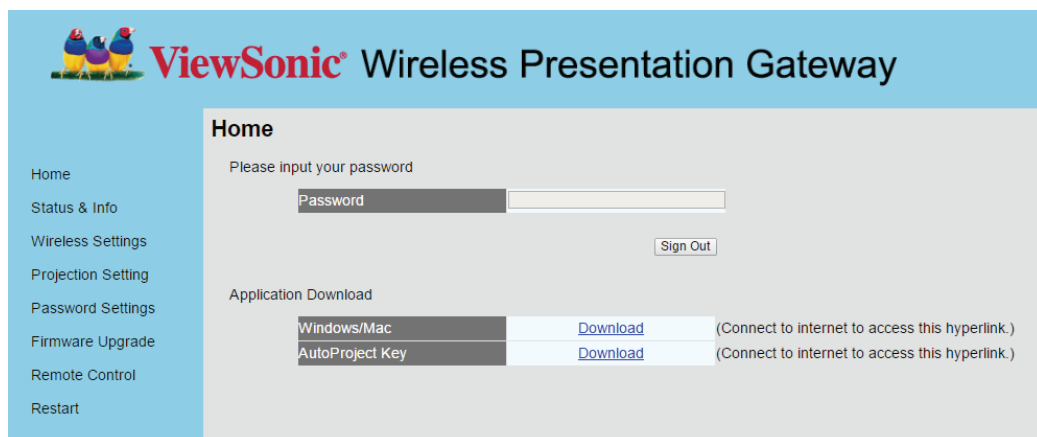 ViewSonic® Wireless Presentation Gateway
Home
Status & Info
Wireless Settings
Projection Setting
Password Settings
Firmware Upgrade
Remote Control
Restart
Home
Please input your password
Password
Sign Out
Application Download
Windows/Mac Download (Connect to internet to access this hyperlink.)
AutoProject Key Download (Connect to internet to access this hyperlink.)